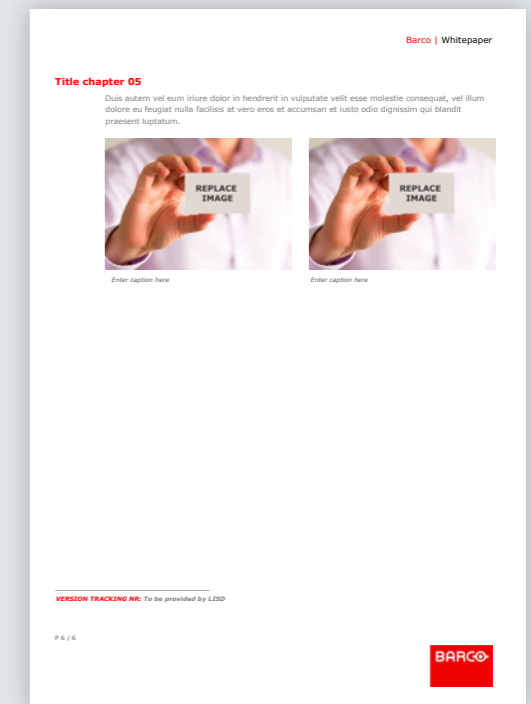 Barco | Whitepaper
Title chapter 05
Duis autem vel eum iriure dolor in hendrerit in vulputate velit esse molestie consequat, vel illum
dolore eu feugiat nulla facilisis at vero eros et accumsan et iusto odio dignissim qui blandit
praesent luptatum.
REPLACE
IMAGE
REPLACE
IMAGE
Enter caption here
Enter caption here
VERSION TRACKING NR: To be provided by LISD
P 6 / 6
BARCO